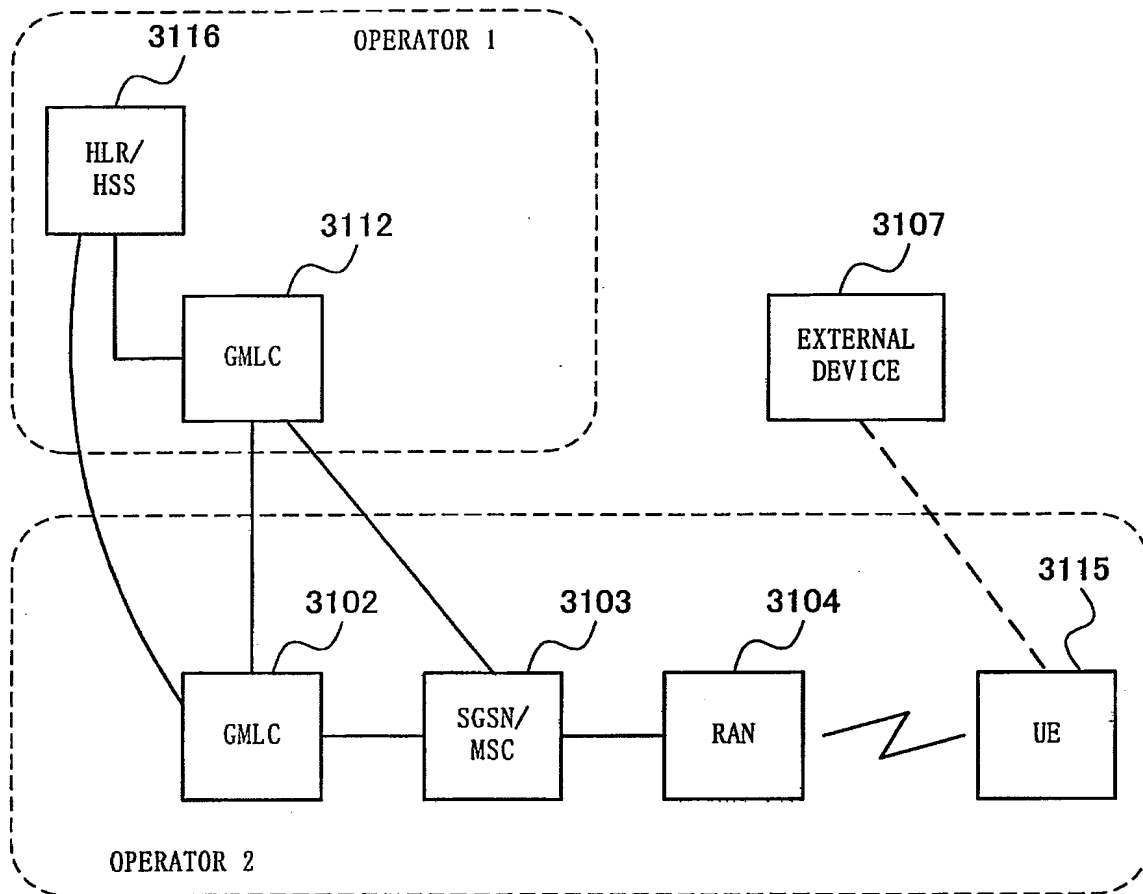 3116
OPERATOR 1
HLR/
HSS
3112
GMLC
3107
EXTERNAL
DEVICE
3115
3102
3103
3104
GMLC
SGSN/
MSC
RAN
UE
OPERATOR 2